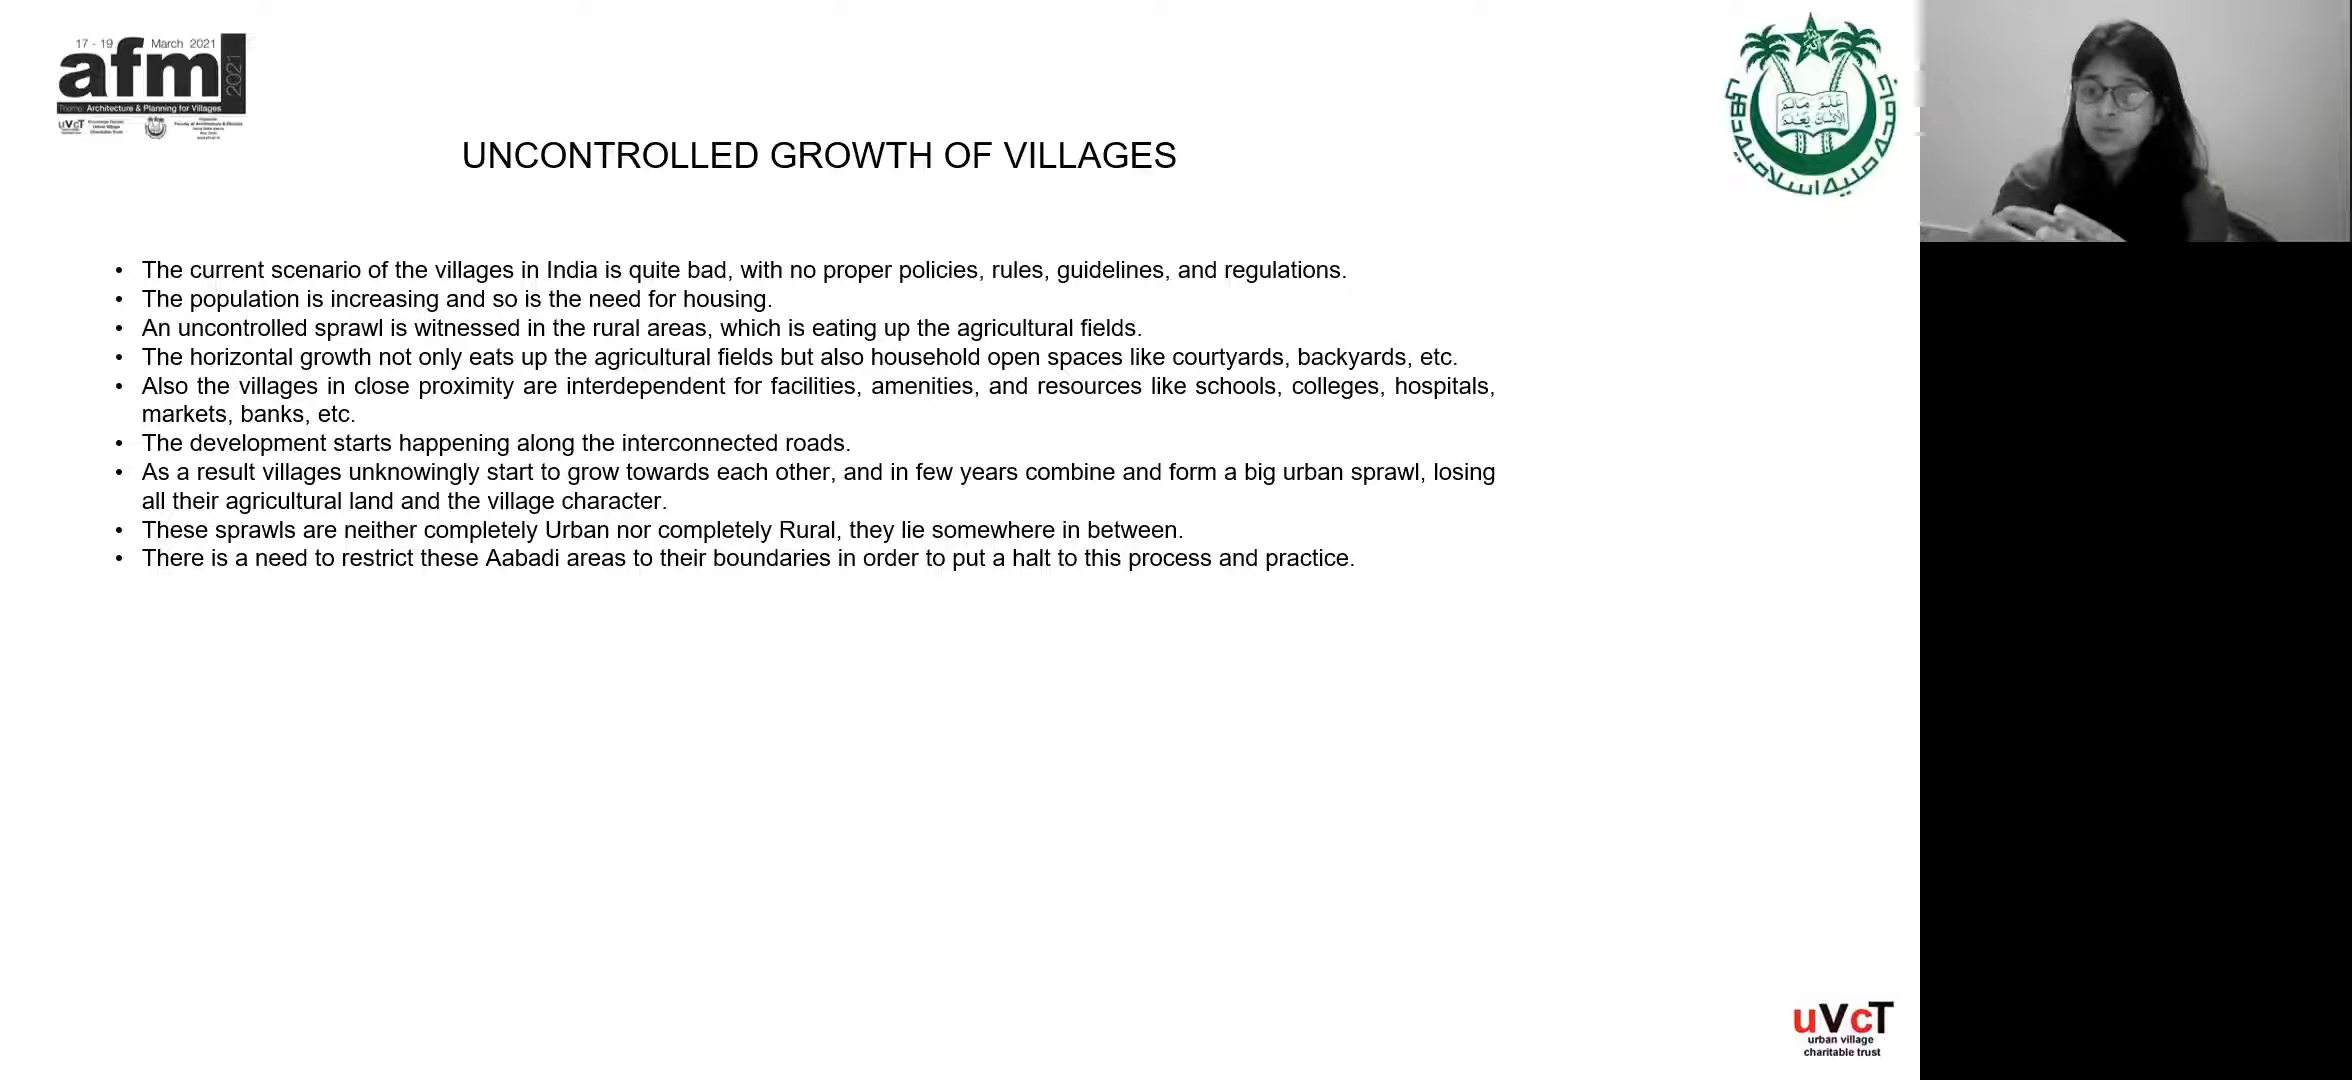 17 - 19 March 2021
afm 2021
Theme: Architecture & Planning for Villages
uVcT
UNCONTROLLED GROWTH OF VILLAGES
• The current scenario of the villages in India is quite bad, with no proper policies, rules, guidelines, and regulations.
• The population is increasing and so is the need for housing.
• An uncontrolled sprawl is witnessed in the rural areas, which is eating up the agricultural fields.
• The horizontal growth not only eats up the agricultural fields but also household open spaces like courtyards, backyards, etc.
• Also the villages in close proximity are interdependent for facilities, amenities, and resources like schools, colleges, hospitals,
markets, banks, etc.
• The development starts happening along the interconnected roads.
• As a result villages unknowingly start to grow towards each other, and in few years combine and form a big urban sprawl, losing
all their agricultural land and the village character.
• These sprawls are neither completely Urban nor completely Rural, they lie somewhere in between.
• There is a need to restrict these Aabadi areas to their boundaries in order to put a halt to this process and practice.
علم مالم
الإنسان يعلم
جامعہ ملیہ اسلامیہ دہلی
uVcT
urban village
charitable trust